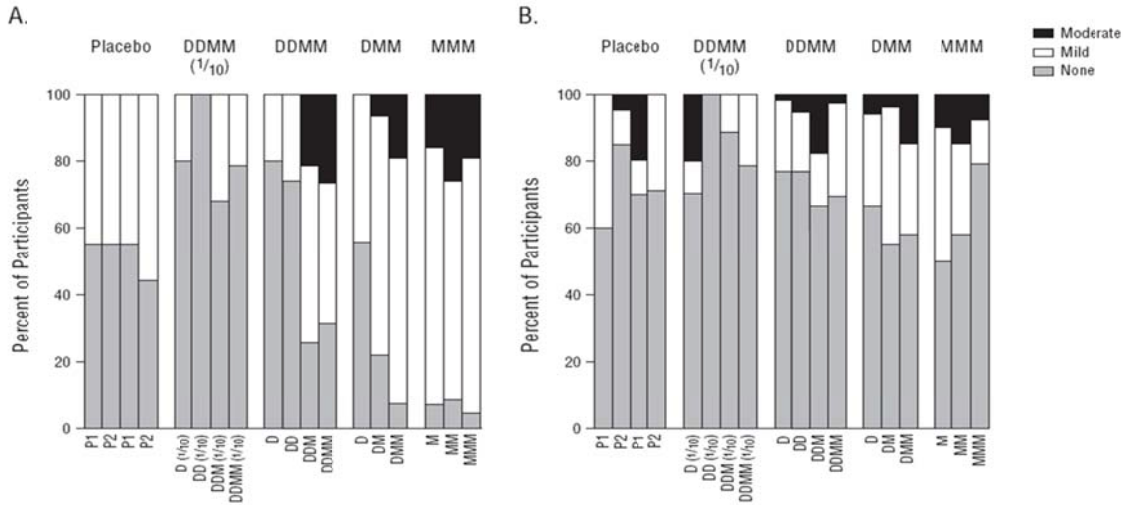 A.
Placebo DDMM (1/10) DDMM DMM MMM
Percent of Participants
100
80
60
40
20
0
P1 P2 P1 P2 D (1/10) DD (1/10) DDM (1/10) DDMM (1/10) D DD DDM DDMM D DM DMM M MM MMM
B.
Placebo DDMM (1/10) DDMM DMM MMM
Percent of Participants
100
80
60
40
20
0
P1 P2 P1 P2 D (1/10) DD (1/10) DDM (1/10) DDMM (1/10) D DD DDM DDMM D DM DMM M MM MMM
Moderate
Mild
None